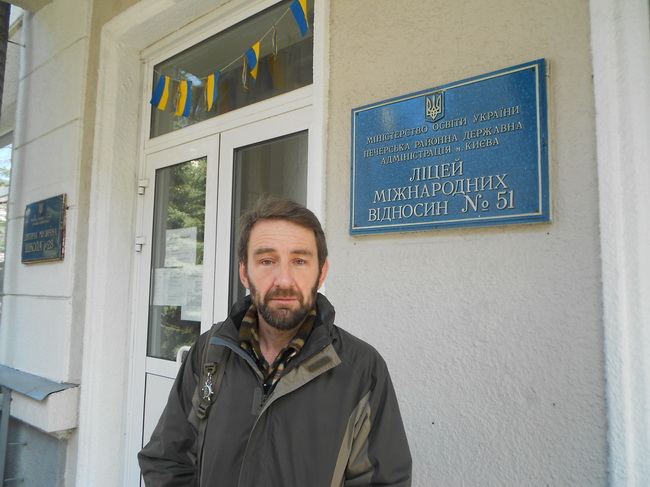 МІНІСТЕРСТВО ОСВІТИ УКРАЇНИ
ПЕЧЕРСЬКА РАЙОННА ДЕРЖАВНА
АДМІНІСТРАЦІЯ м. КИЄВА
ЛІЦЕЙ
МІЖНАРОДНИХ
ВІДНОСИН № 51